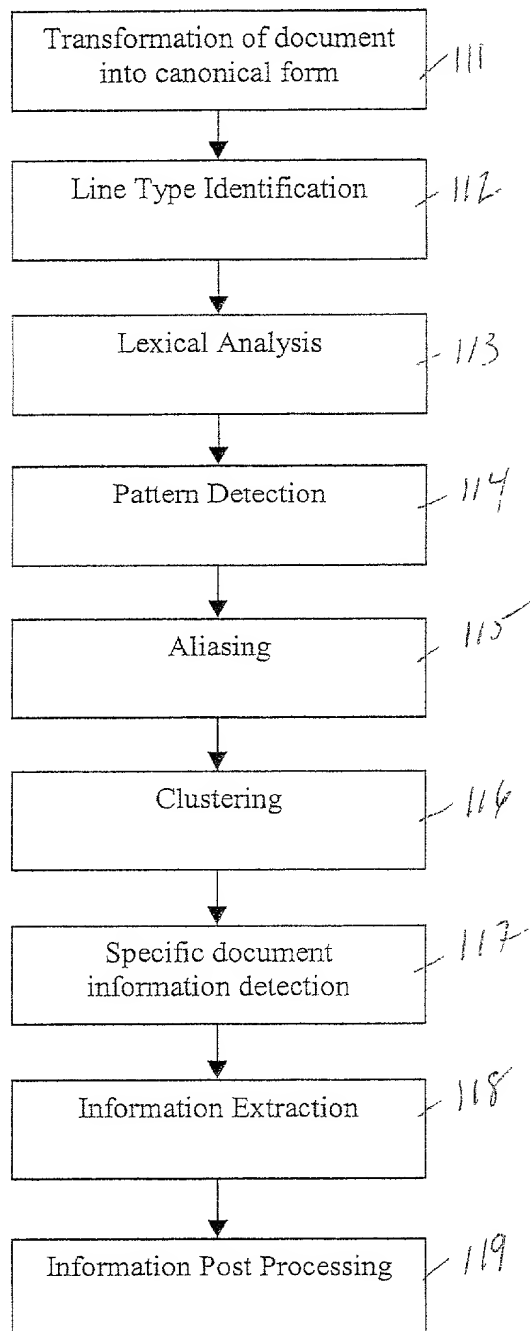 Transformation of document
into canonical form
111
Line Type Identification
112
Lexical Analysis
113
Pattern Detection
114
Aliasing
115
Clustering
116
Specific document
information detection
117
Information Extraction
118
Information Post Processing
119